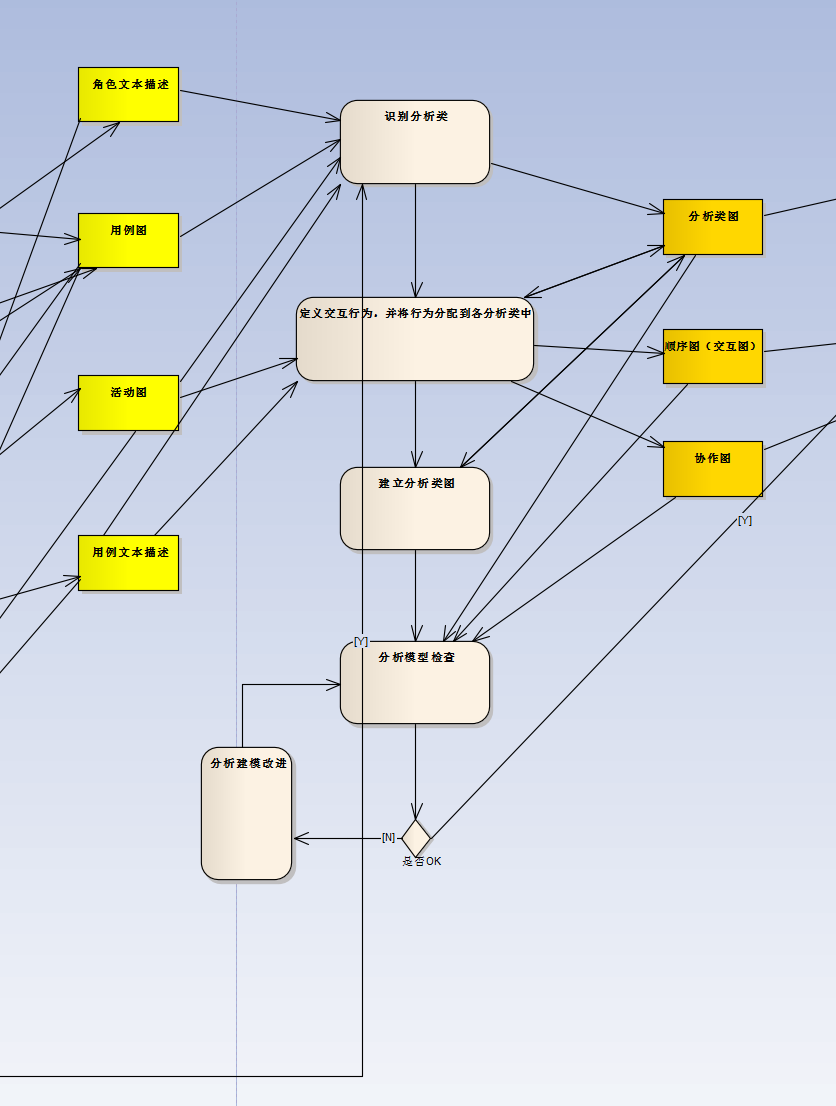 角色文本描述
识别分析类
用例图
分析类图
定义交互行为，并将行为分配到各分析类中
顺序图（交互图）
活动图
协作图
建立分析类图
[Y]
用例文本描述
[Y]
分析模型检查
分析建模改进
[N]
是否OK